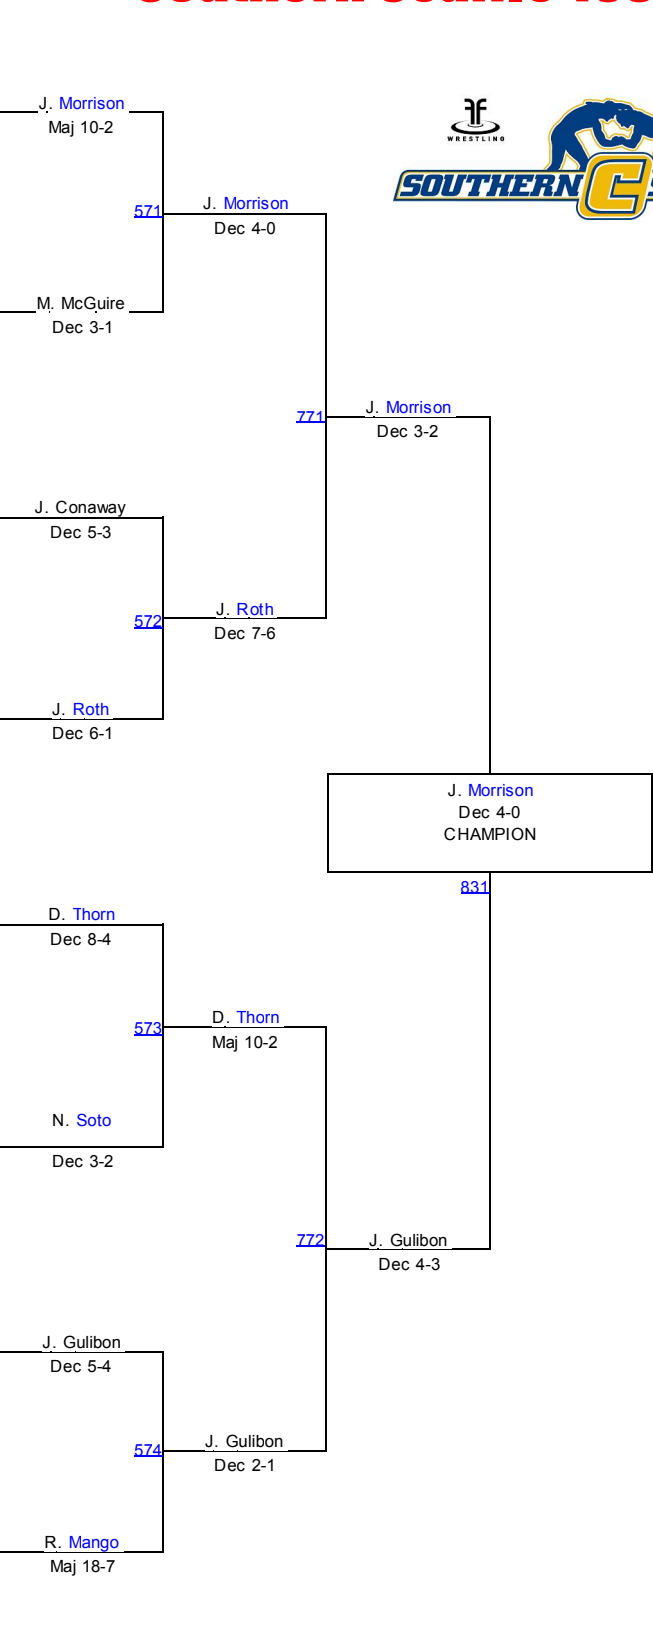 J. Morrison
Maj 10-2
WRESTLING
SOUTHERN C
571
J. Morrison
Dec 4-0
M. McGuire
Dec 3-1
771
J. Morrison
Dec 3-2
J. Conaway
Dec 5-3
572
J. Roth
Dec 7-6
J. Roth
Dec 6-1
J. Morrison
Dec 4-0
CHAMPION
831
D. Thorn
Dec 8-4
573
D. Thorn
Maj 10-2
N. Soto
Dec 3-2
772
J. Gulibon
Dec 4-3
J. Gulibon
Dec 5-4
574
J. Gulibon
Dec 2-1
R. Mango
Maj 18-7